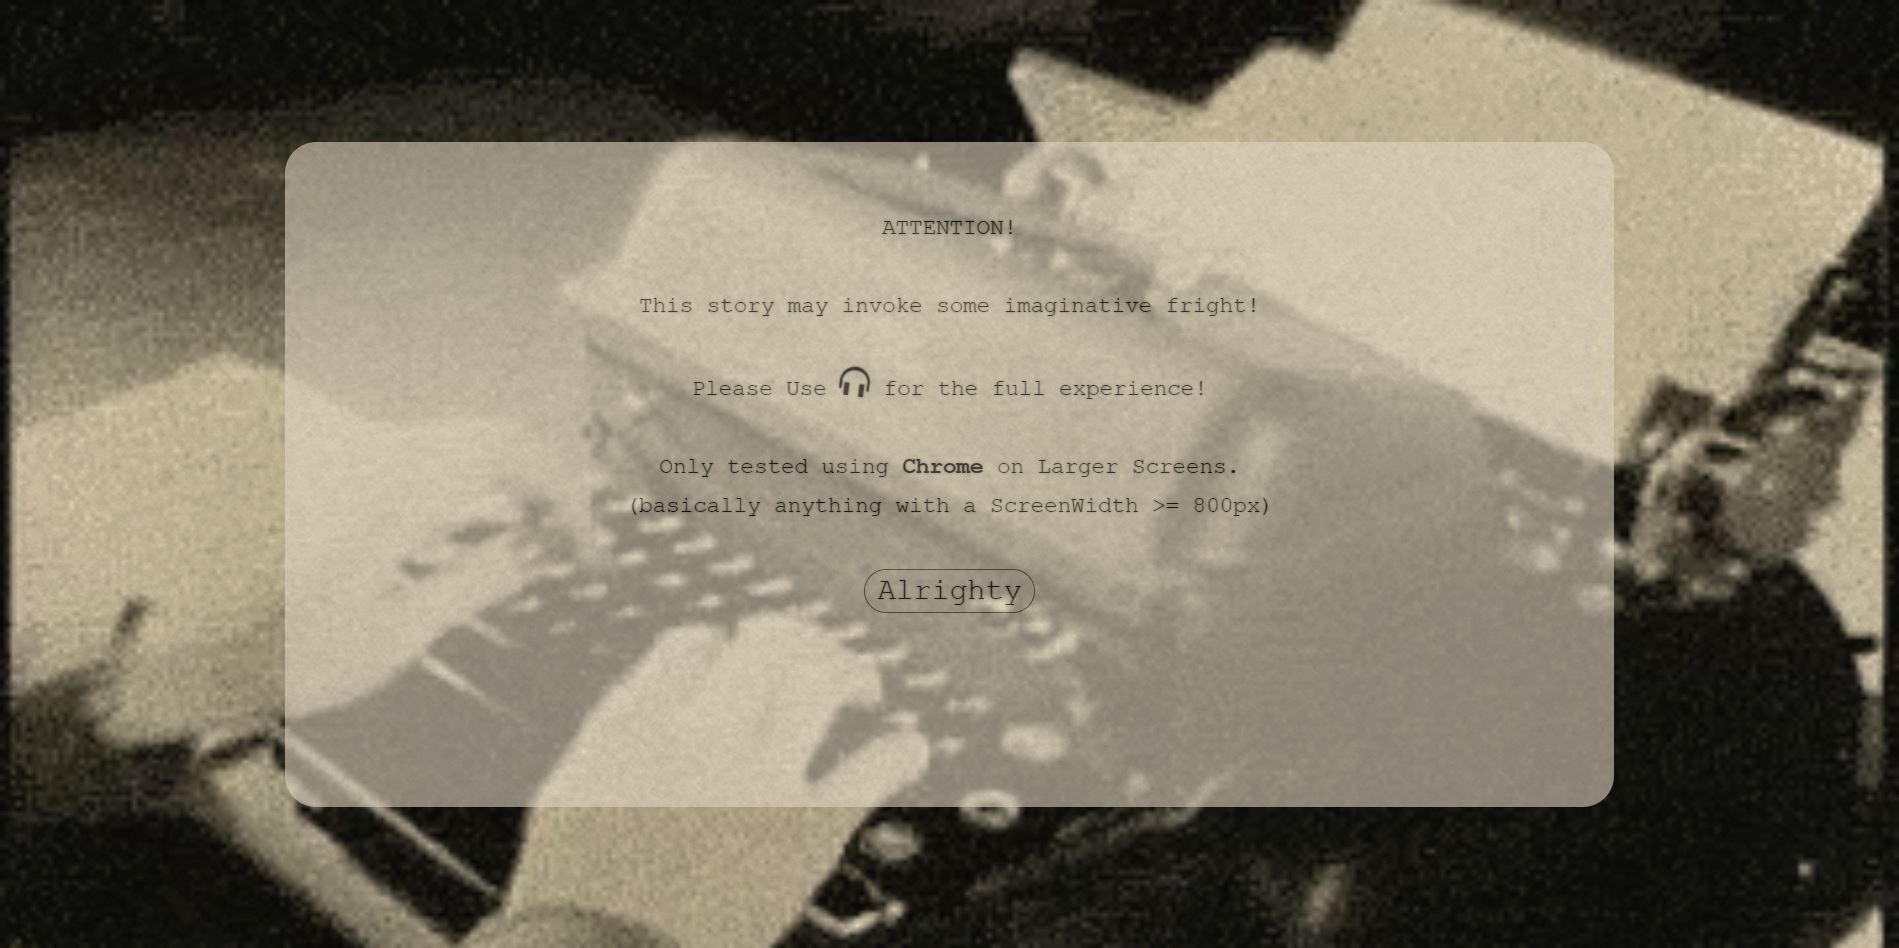 ATTENTION!
This story may invoke some imaginative fright!
Please Use for the full experience!
Only tested using Chrome on Larger Screens.
(basically anything with a ScreenWidth >= 800px)
Alrighty